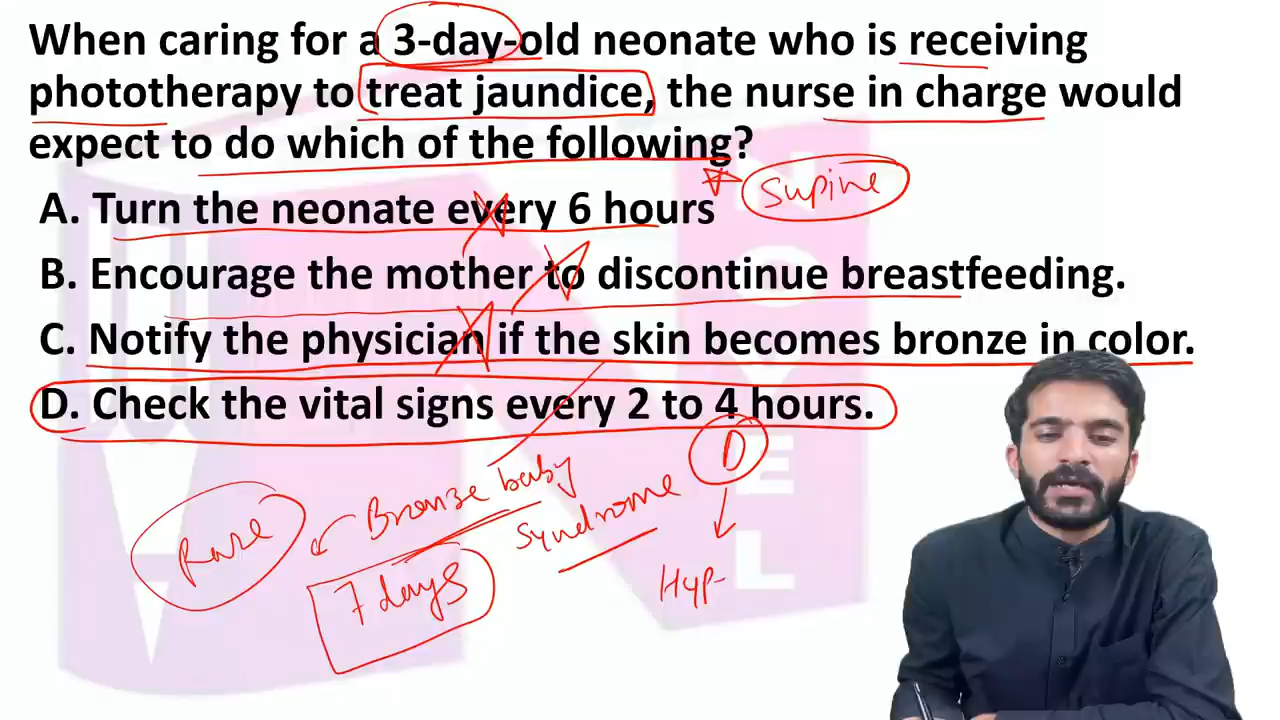 When caring for a 3-day-old neonate who is receiving
phototherapy to treat jaundice, the nurse in charge would
expect to do which of the following?
Supine
A. Turn the neonate every 6 hours
B. Encourage the mother to discontinue breastfeeding.
C. Notify the physician if the skin becomes bronze in color.
D. Check the vital signs every 2 to 4 hours.
D
Bronze baby
Syndrome
Rare
7 days
Hyp-